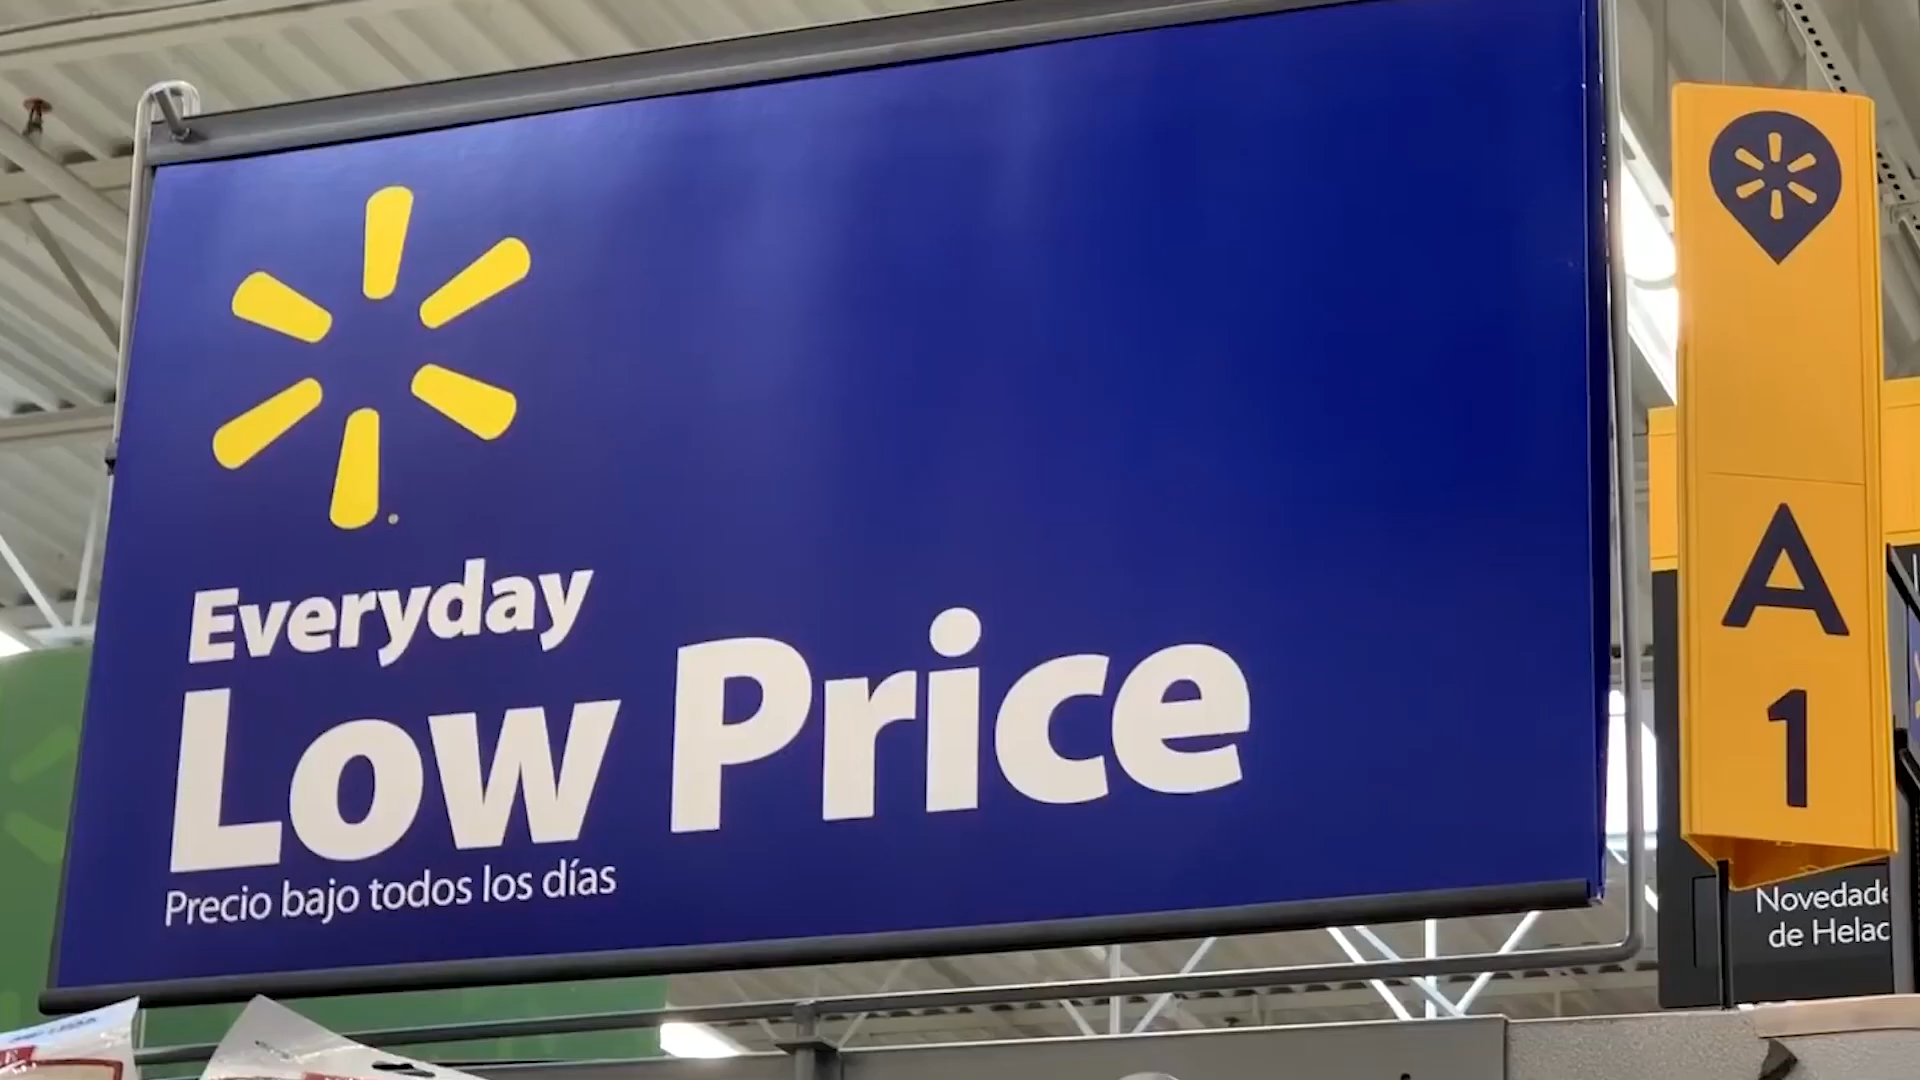 Everyday
Low Price
Precio bajo todos los días
A
1
Novedade
de Helac